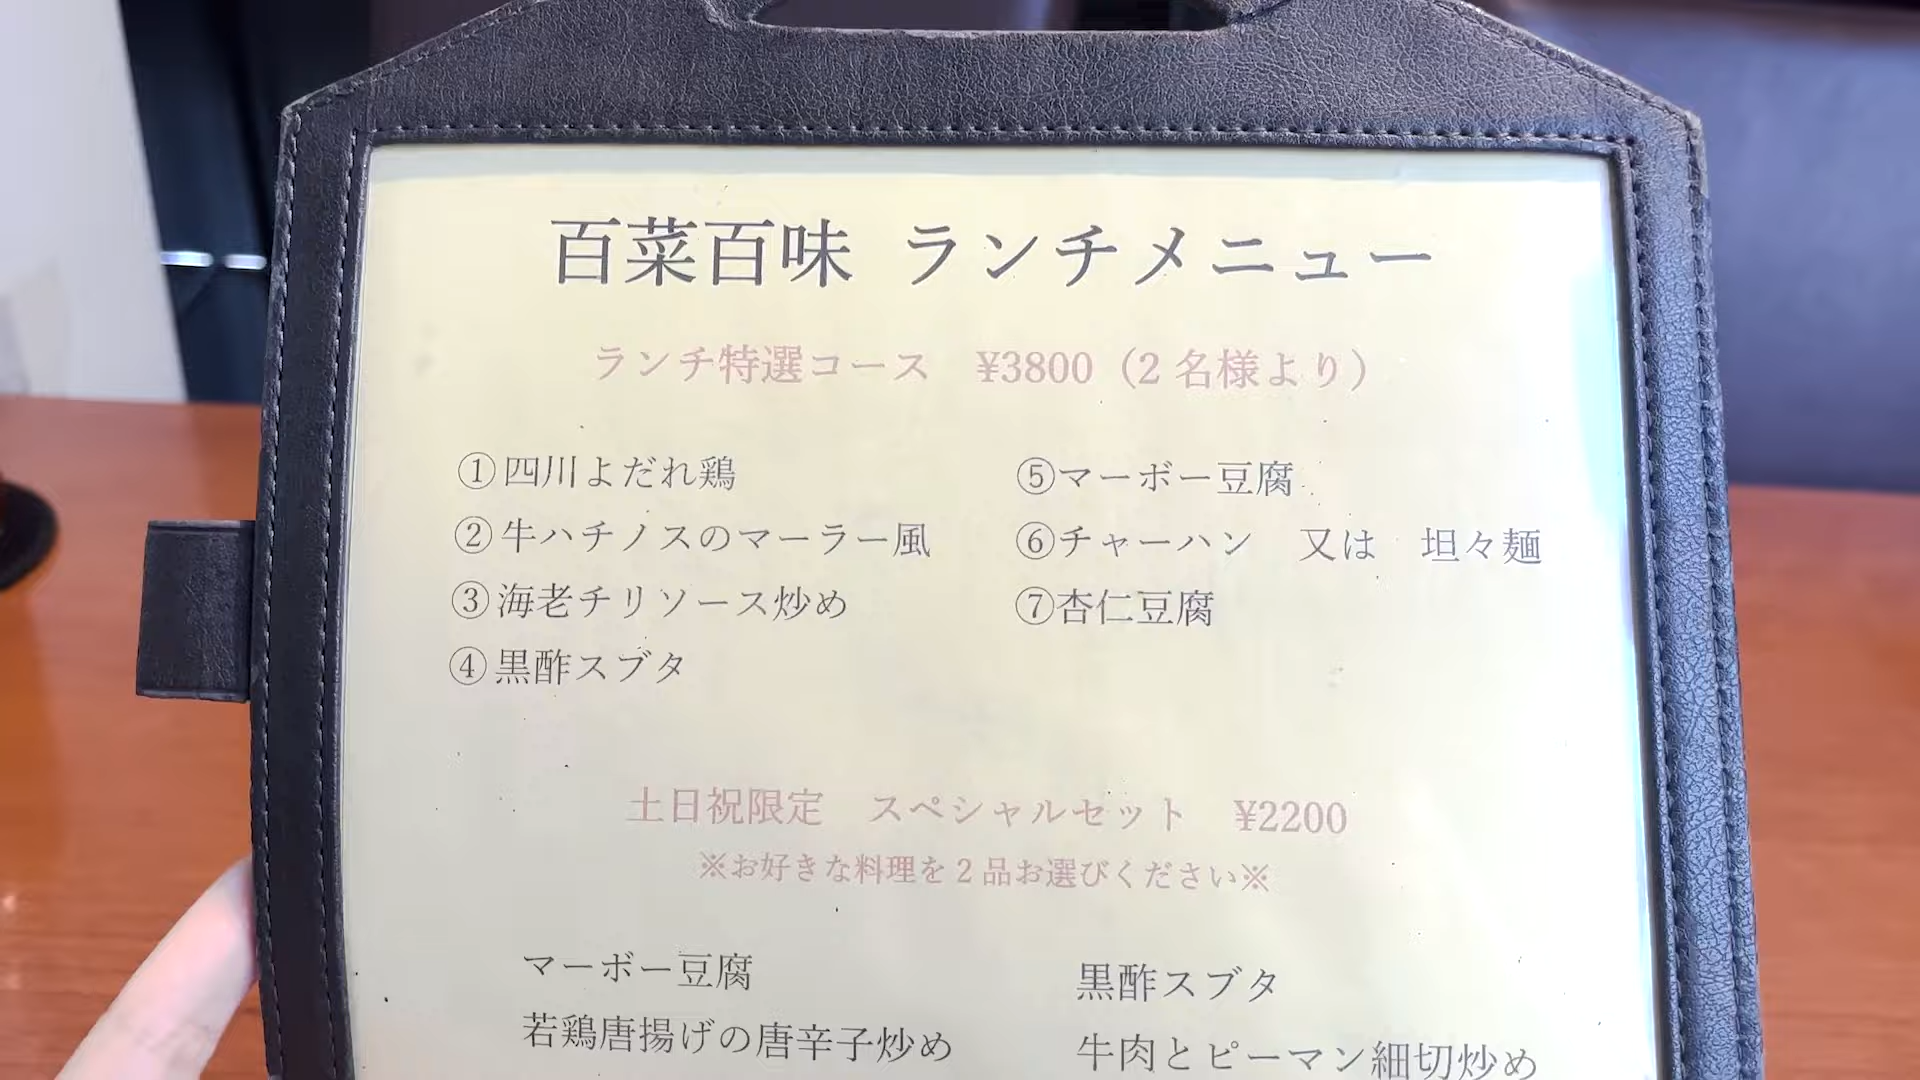 百菜百味 ランチメニュー
ランチ特選コース ¥3800（2名様より）
①四川よだれ鶏
②牛ハチノスのマーラー風
③海老チリソース炒め
④黒酢スブタ
⑤マーボー豆腐
⑥チャーハン 又は 坦々麺
⑦杏仁豆腐
土日祝限定 スペシャルセット ¥2200
※お好きな料理を2品お選びください※
マーボー豆腐
若鶏唐揚げの唐辛子炒め
黒酢スブタ
牛肉とピーマン細切炒め